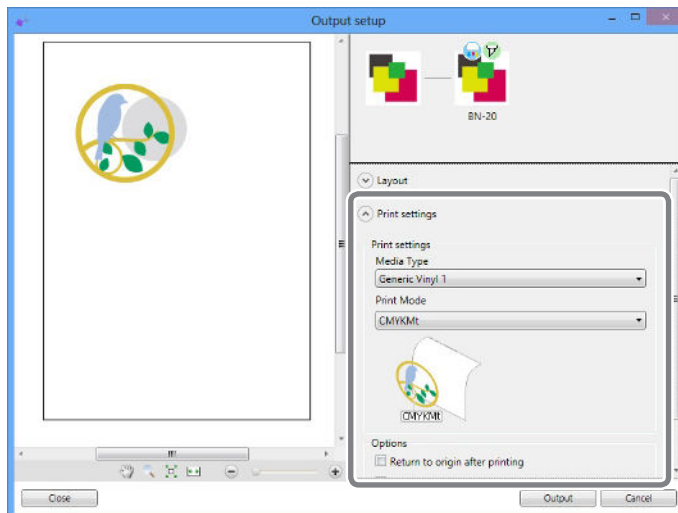 Output setup
BN-20
Layout
Print settings
Print settings
Media Type
Generic Vinyl 1
Print Mode
CMYKMt
CMYKMt
Options
Return to origin after printing
Close
Output
Cancel